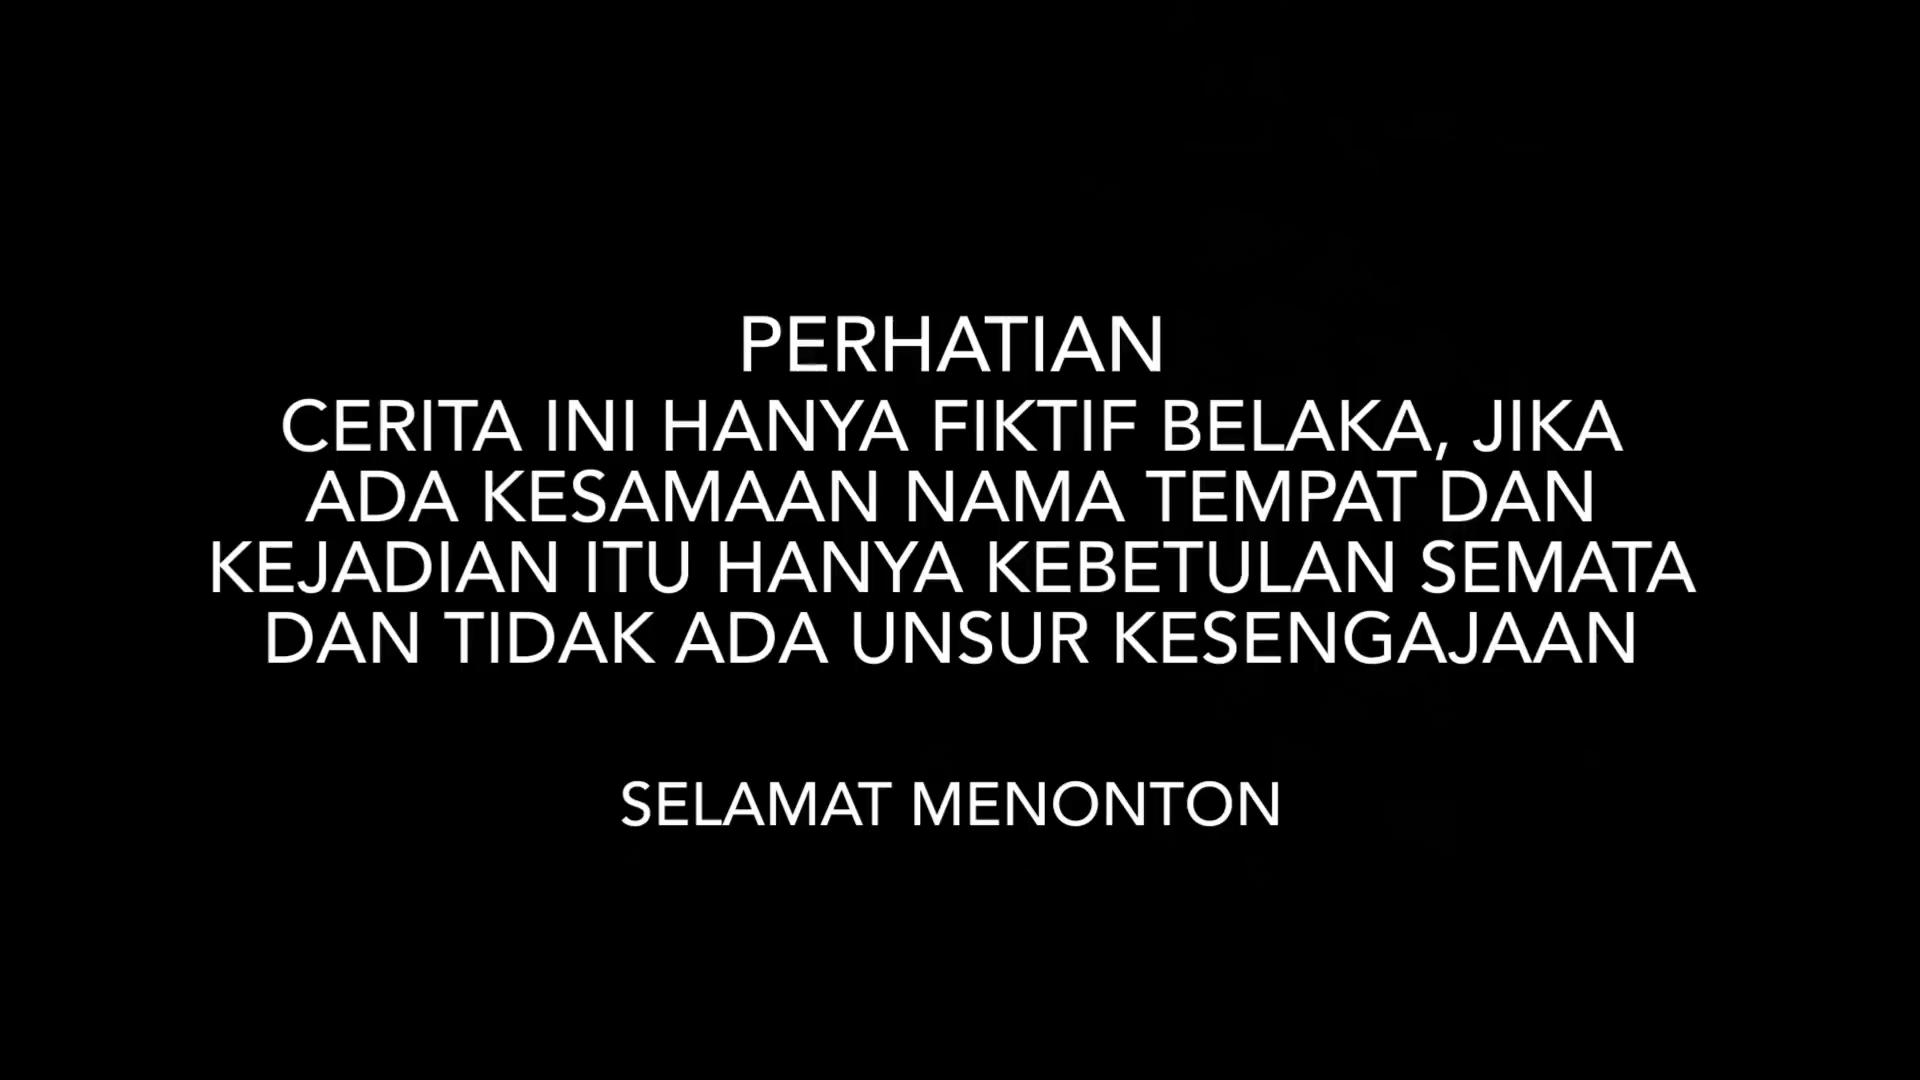 PERHATIAN
CERITA INI HANYA FIKTIF BELAKA, JIKA
ADA KESAMAAN NAMA TEMPAT DAN
KEJADIAN ITU HANYA KEBETULAN SEMATA
DAN TIDAK ADA UNSUR KESENGAJAAN
SELAMAT MENONTON